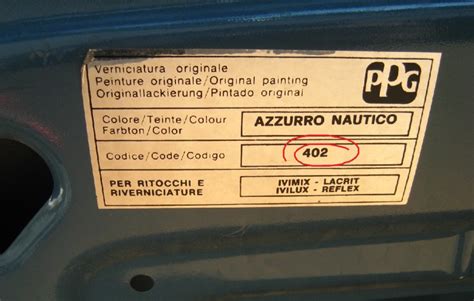 Verniciatura originale
Peinture originale/Original painting
Originallackierung/Pintado original
PPG
Colore/Teinte/Colour
Farbton/Color
AZZURRO NAUTICO
Codice/Code/Codigo
402
PER RITOCCHI E
RIVERNICIATURE
IVIMIX - LACRIT
IVILUX - REFLEX